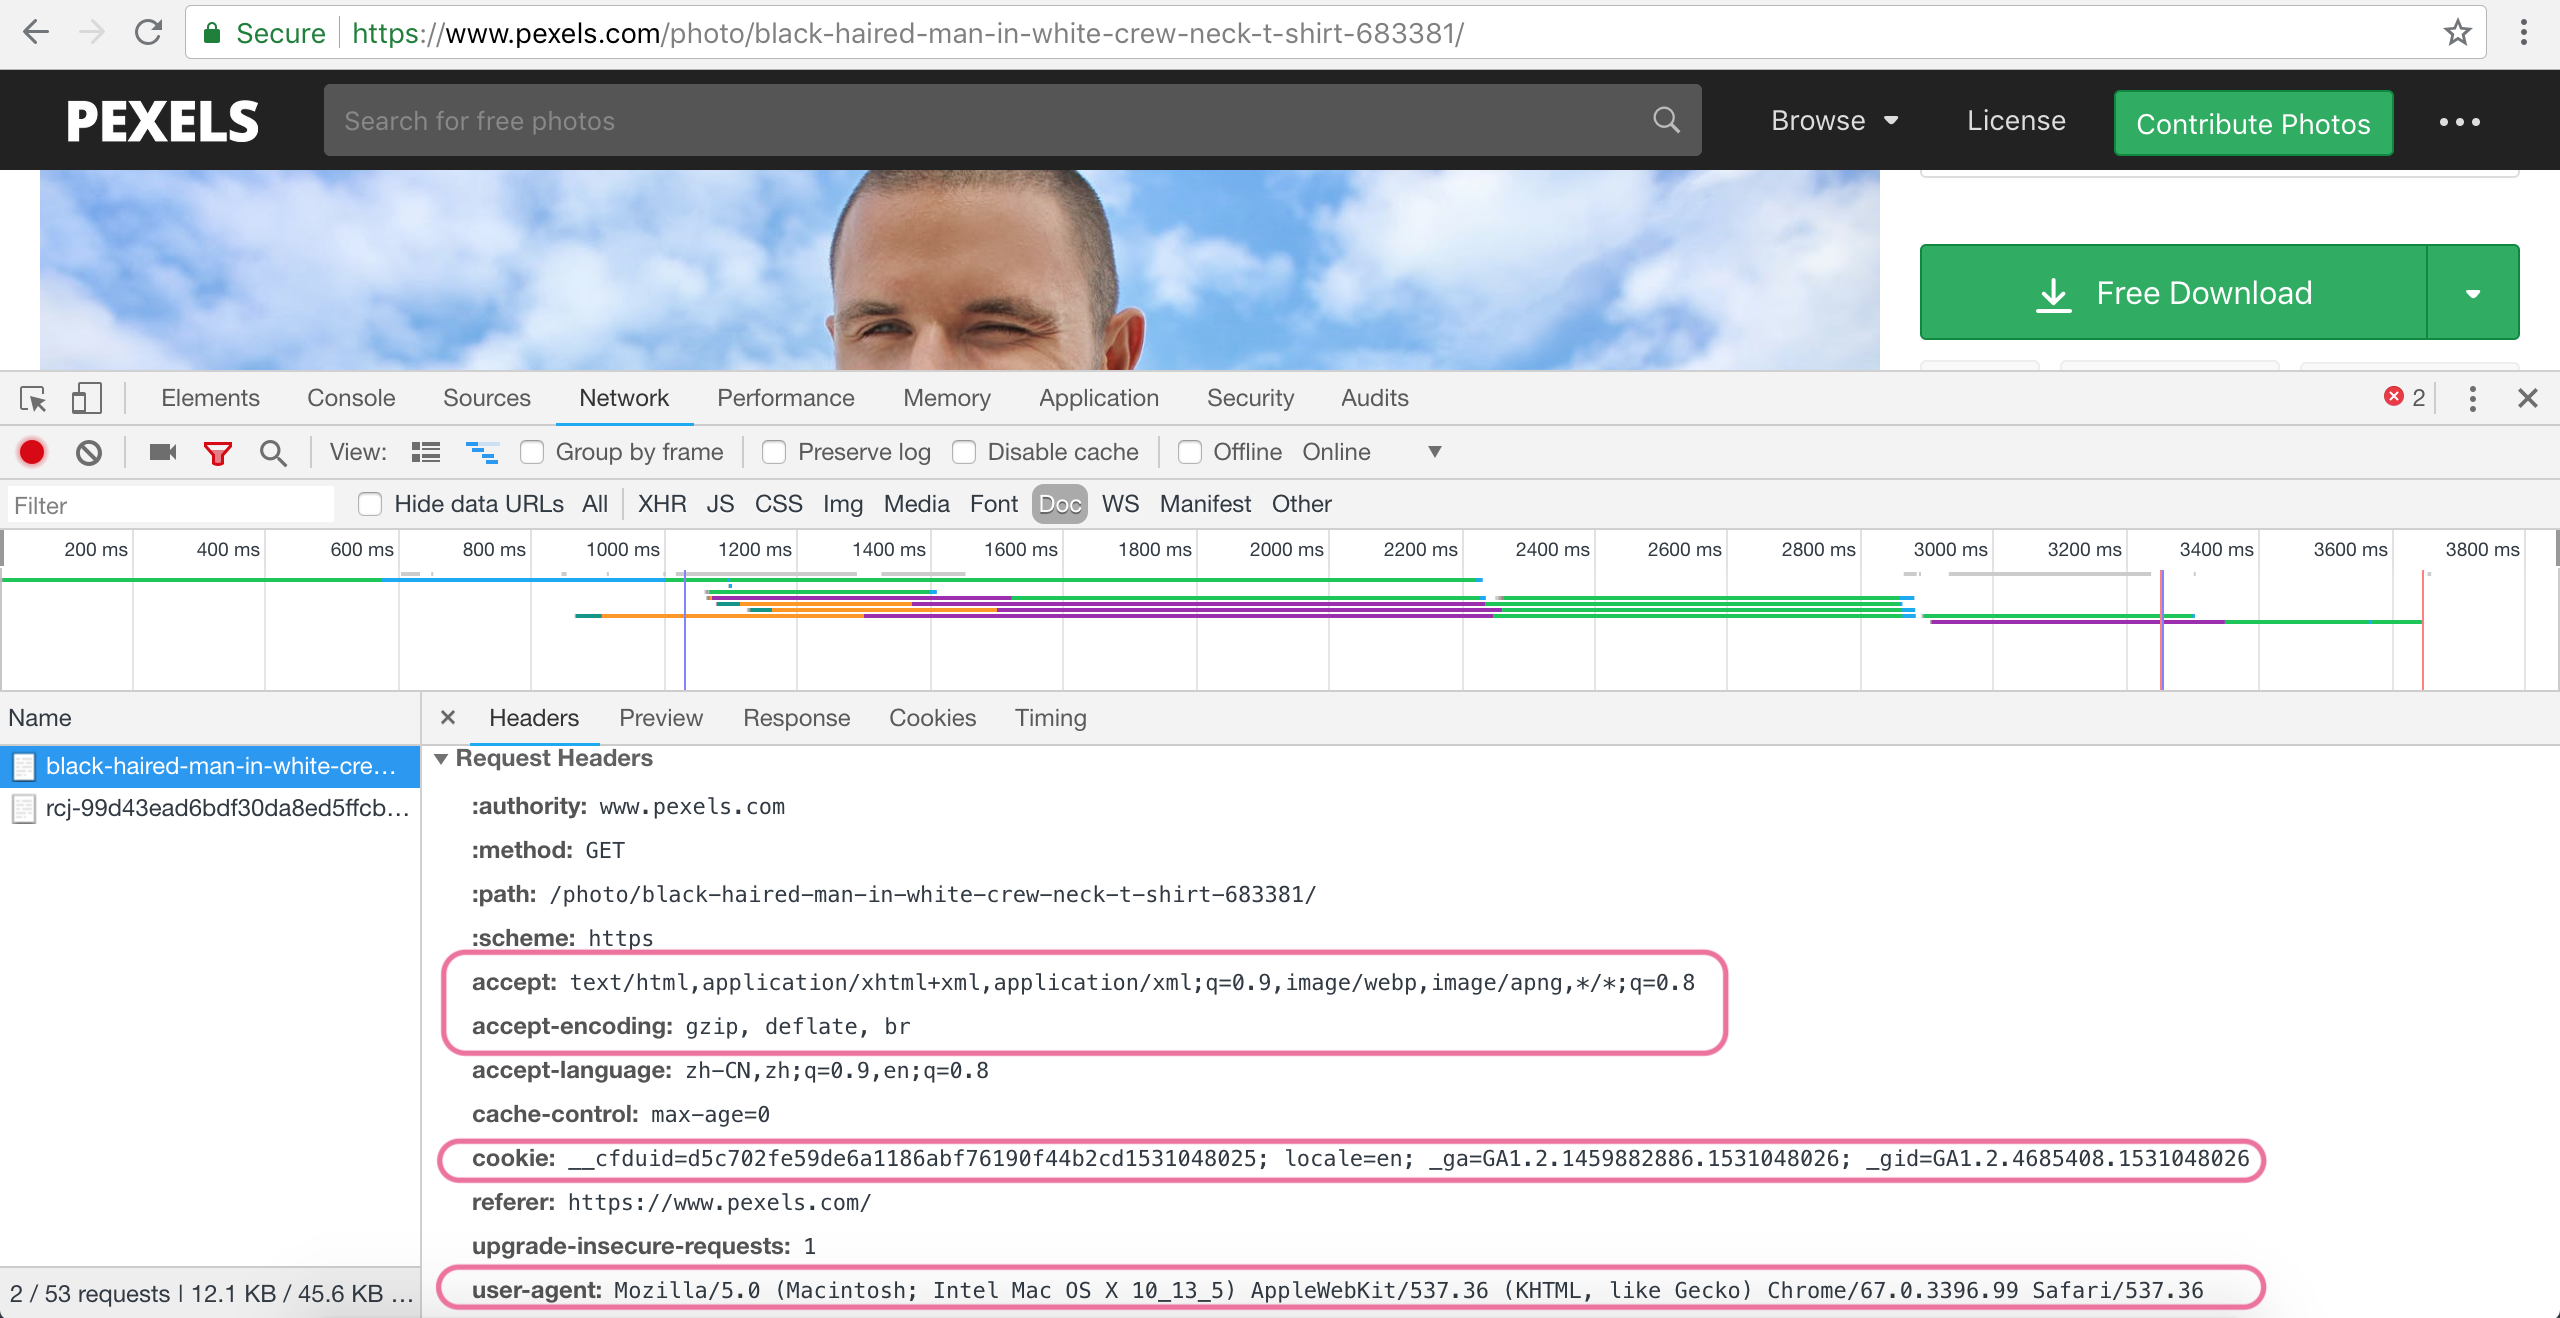 Secure https://www.pexels.com/photo/black-haired-man-in-white-crew-neck-t-shirt-683381/
PEXELS Search for free photos Browse License Contribute Photos
Free Download
Elements Console Sources Network Performance Memory Application Security Audits 2
View: Group by frame Preserve log Disable cache Offline Online
Filter Hide data URLs All XHR JS CSS Img Media Font Doc WS Manifest Other
200 ms 400 ms 600 ms 800 ms 1000 ms 1200 ms 1400 ms 1600 ms 1800 ms 2000 ms 2200 ms 2400 ms 2600 ms 2800 ms 3000 ms 3200 ms 3400 ms 3600 ms 3800 ms
Name
black-haired-man-in-white-cre...
rcj-99d43ead6bdf30da8ed5ffcb...
2 / 53 requests | 12.1 KB / 45.6 KB ...
Headers Preview Response Cookies Timing
Request Headers
:authority: www.pexels.com
:method: GET
:path: /photo/black-haired-man-in-white-crew-neck-t-shirt-683381/
:scheme: https
accept: text/html,application/xhtml+xml,application/xml;q=0.9,image/webp,image/apng,*/*;q=0.8
accept-encoding: gzip, deflate, br
accept-language: zh-CN,zh;q=0.9,en;q=0.8
cache-control: max-age=0
cookie: __cfduid=d5c702fe59de6a1186abf76190f44b2cd1531048025; locale=en; _ga=GA1.2.1459882886.1531048026; _gid=GA1.2.4685408.1531048026
referer: https://www.pexels.com/
upgrade-insecure-requests: 1
user-agent: Mozilla/5.0 (Macintosh; Intel Mac OS X 10_13_5) AppleWebKit/537.36 (KHTML, like Gecko) Chrome/67.0.3396.99 Safari/537.36